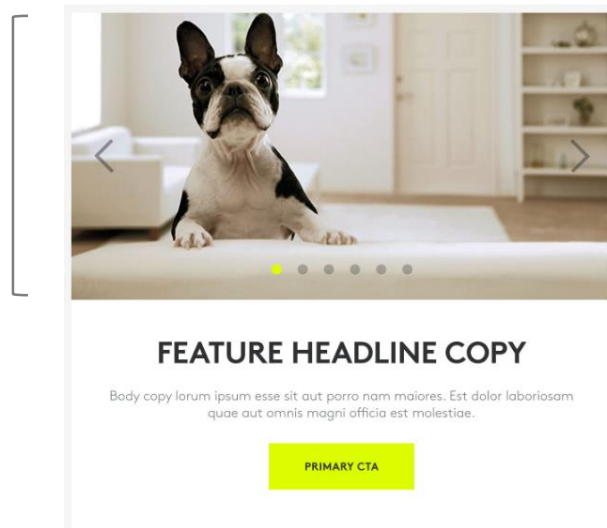 FEATURE HEADLINE COPY
Body copy lorum ipsum esse sit aut porro nam maiores. Est dolor laboriosam
quae aut omnis magni officia est molestiae.
PRIMARY CTA